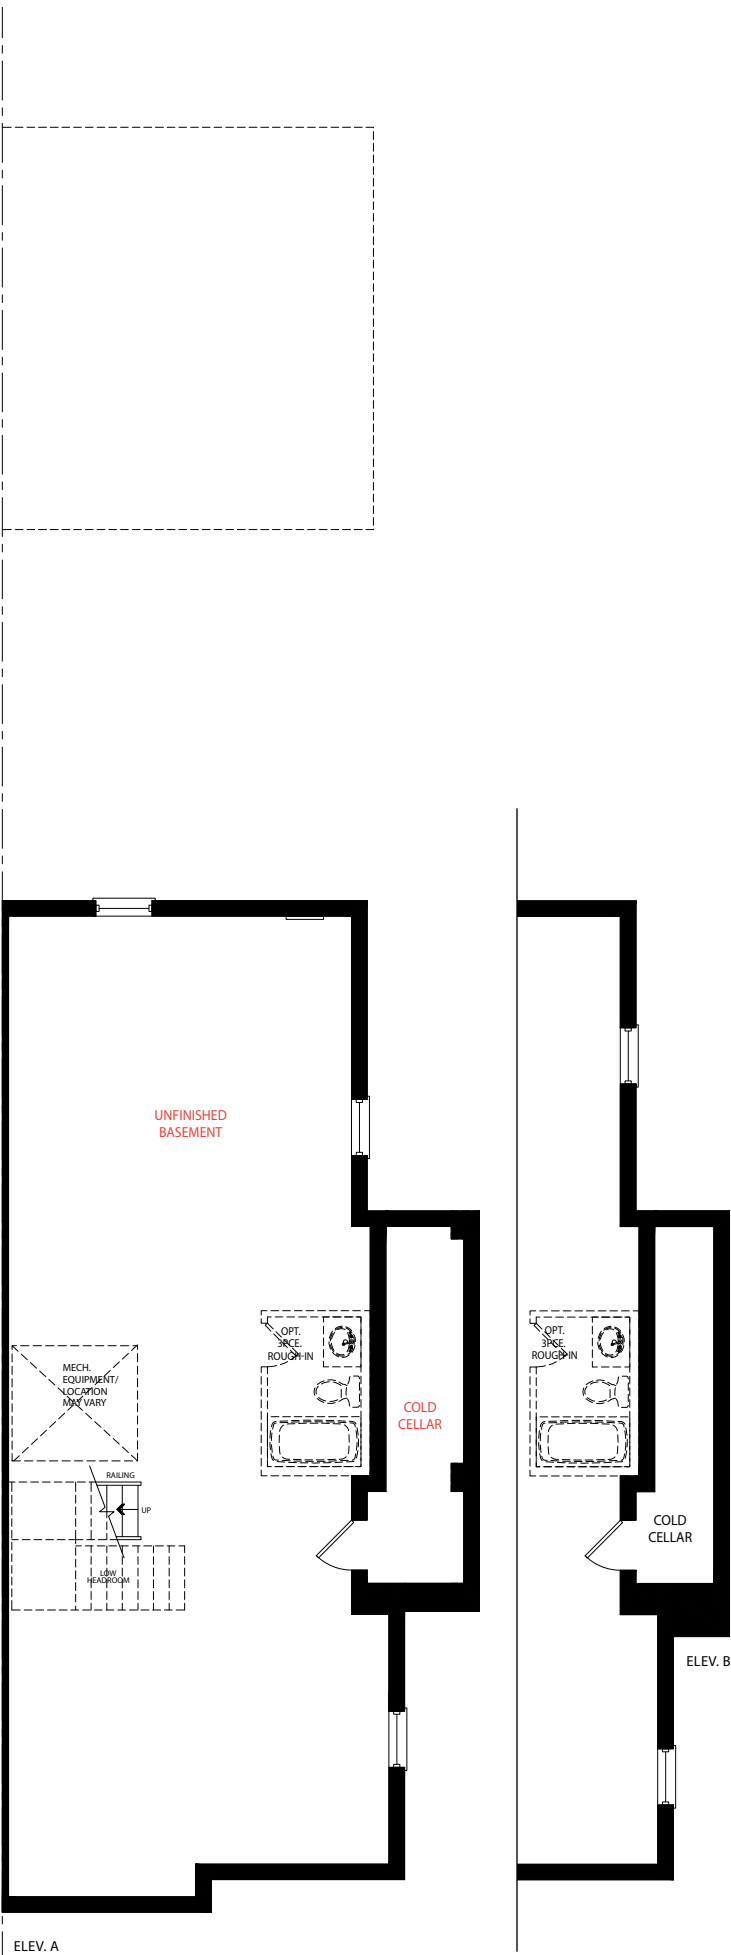 UNFINISHED
BASEMENT
OPT.
3PCE.
ROUGH-IN
MECH.
EQUIPMENT/
LOCATION
MAY VARY
COLD
CELLAR
RAILING
UP
LOW
HEADROOM
ELEV. A
OPT.
3PCE.
ROUGH-IN
COLD
CELLAR
ELEV. B